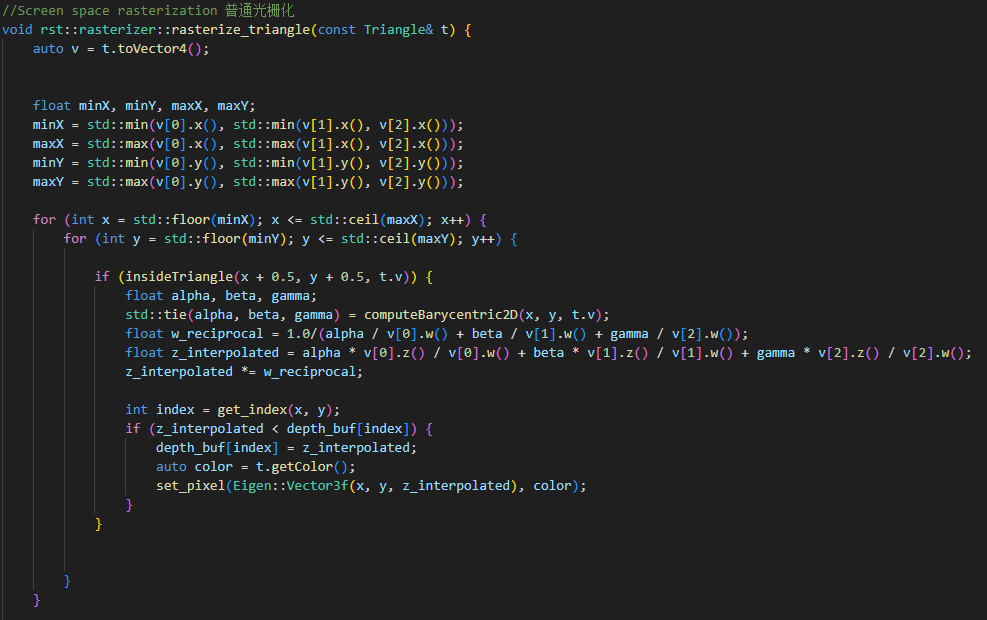 //Screen space rasterization 普通光栅化
void rst::rasterizer::rasterize_triangle(const Triangle& t) {
auto v = t.toVector4();
float minX, minY, maxX, maxY;
minX = std::min(v[0].x(), std::min(v[1].x(), v[2].x()));
maxX = std::max(v[0].x(), std::max(v[1].x(), v[2].x()));
minY = std::min(v[0].y(), std::min(v[1].y(), v[2].y()));
maxY = std::max(v[0].y(), std::max(v[1].y(), v[2].y()));
for (int x = std::floor(minX); x <= std::ceil(maxX); x++) {
for (int y = std::floor(minY); y <= std::ceil(maxY); y++) {
if (insideTriangle(x + 0.5, y + 0.5, t.v)) {
float alpha, beta, gamma;
std::tie(alpha, beta, gamma) = computeBarycentric2D(x, y, t.v);
float w_reciprocal = 1.0/(alpha / v[0].w() + beta / v[1].w() + gamma / v[2].w());
float z_interpolated = alpha * v[0].z() / v[0].w() + beta * v[1].z() / v[1].w() + gamma * v[2].z() / v[2].w();
z_interpolated *= w_reciprocal;
int index = get_index(x, y);
if (z_interpolated < depth_buf[index]) {
depth_buf[index] = z_interpolated;
auto color = t.getColor();
set_pixel(Eigen::Vector3f(x, y, z_interpolated), color);
}
}
}
}